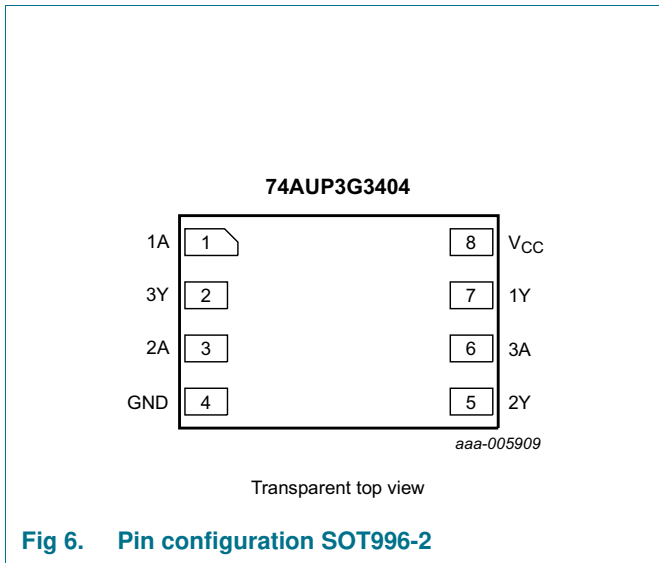 74AUP3G3404
1A 1 8 VCC
3Y 2 7 1Y
2A 3 6 3A
GND 4 5 2Y
aaa-005909
Transparent top view
Fig 6. Pin configuration SOT996-2